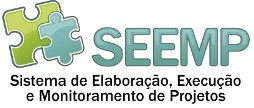 SEEMP
Sistema de Elaboração, Execução
e Monitoramento de Projetos